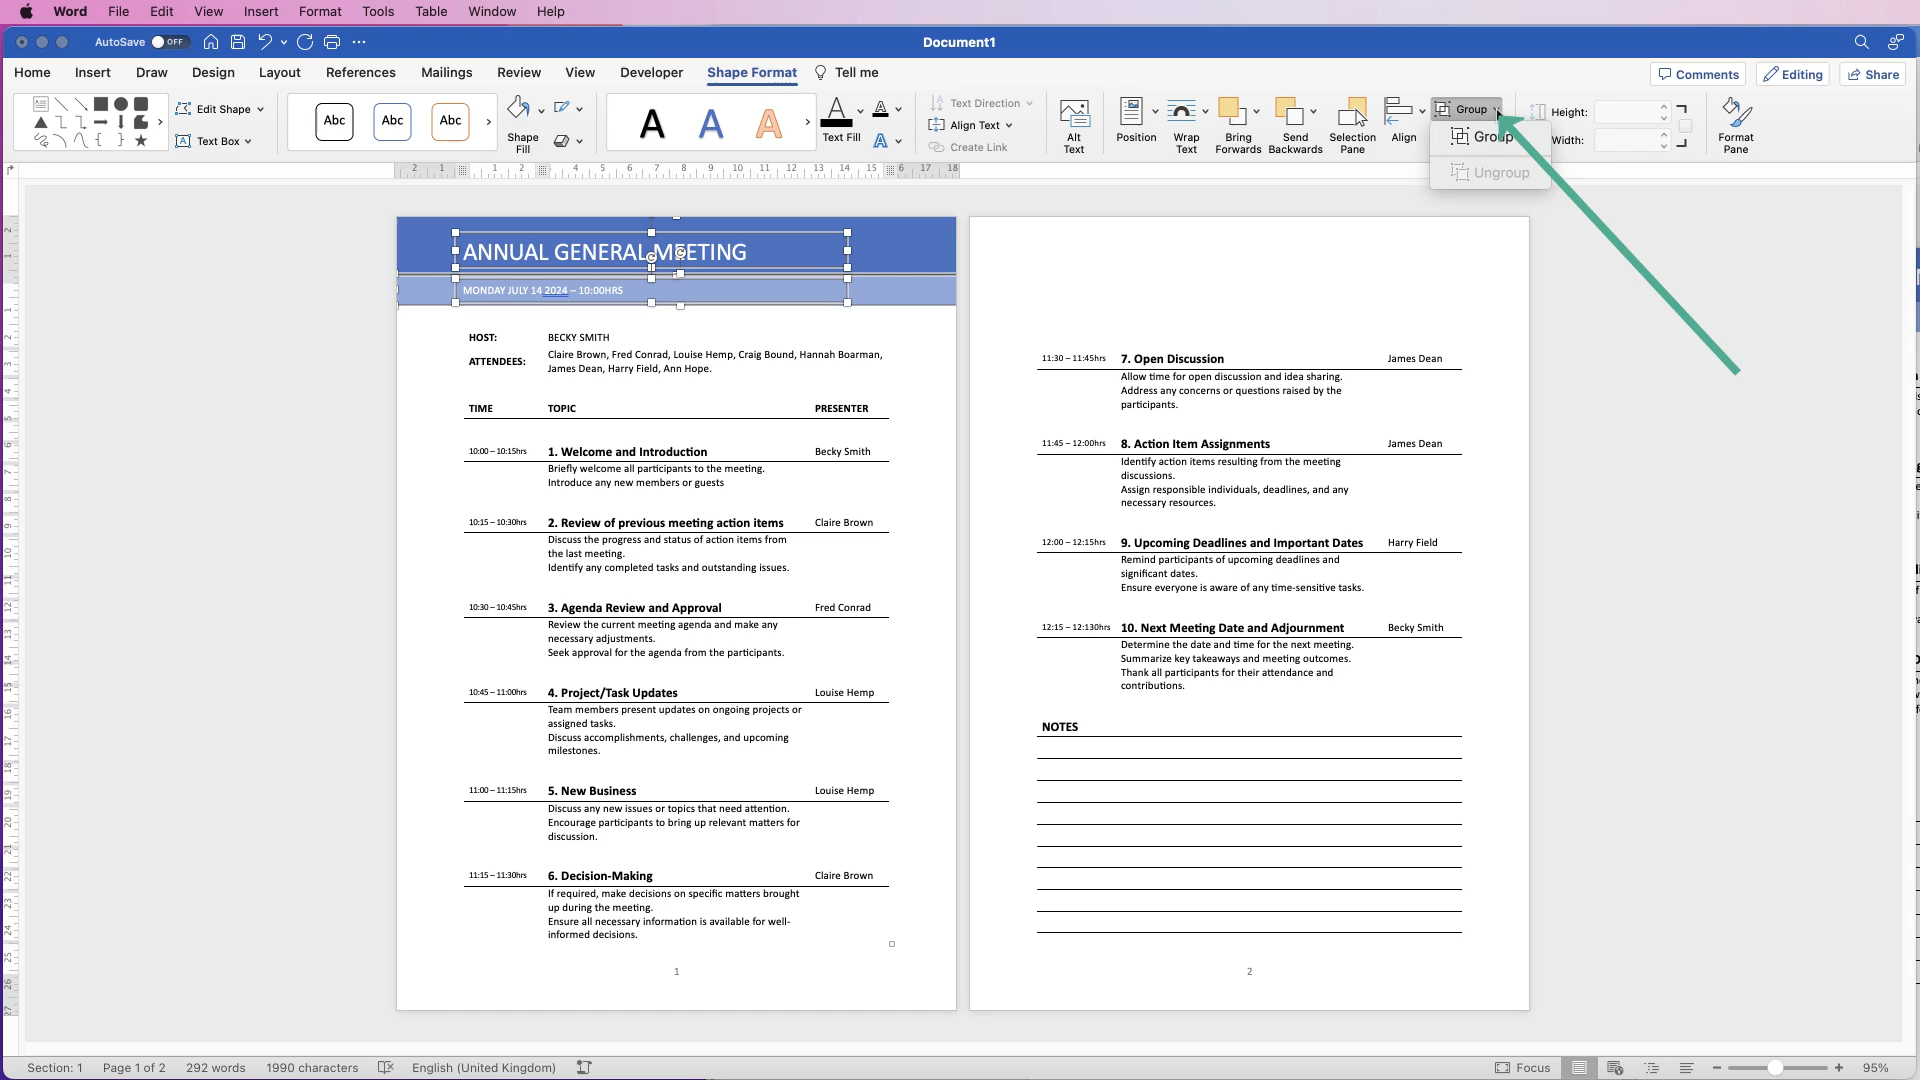 Word File Edit View Insert Format Tools Table Window Help
AutoSave OFF
Document1
Home Insert Draw Design Layout References Mailings Review View Developer Shape Format Tell me
Comments Editing Share
Edit Shape
Text Box
Abc Abc Abc
Shape Fill
A A A
Text Fill
Text Direction
Align Text
Create Link
Alt Text
Position
Wrap Text
Bring Forwards
Send Backwards
Selection Pane
Align
Group
Group
Ungroup
Height:
Width:
Format Pane
ANNUAL GENERAL MEETING
MONDAY JULY 14 2024 – 10:00HRS
HOST: BECKY SMITH
ATTENDEES: Claire Brown, Fred Conrad, Louise Hemp, Craig Bound, Hannah Boarman,
James Dean, Harry Field, Ann Hope.
TIME TOPIC PRESENTER
10:00 – 10:15hrs 1. Welcome and Introduction Becky Smith
Briefly welcome all participants to the meeting.
Introduce any new members or guests
10:15 – 10:30hrs 2. Review of previous meeting action items Claire Brown
Discuss the progress and status of action items from
the last meeting.
Identify any completed tasks and outstanding issues.
10:30 – 10:45hrs 3. Agenda Review and Approval Fred Conrad
Review the current meeting agenda and make any
necessary adjustments.
Seek approval for the agenda from the participants.
10:45 – 11:00hrs 4. Project/Task Updates Louise Hemp
Team members present updates on ongoing projects or
assigned tasks.
Discuss accomplishments, challenges, and upcoming
milestones.
11:00 – 11:15hrs 5. New Business Louise Hemp
Discuss any new issues or topics that need attention.
Encourage participants to bring up relevant matters for
discussion.
11:15 – 11:30hrs 6. Decision-Making Claire Brown
If required, make decisions on specific matters brought
up during the meeting.
Ensure all necessary information is available for well-
informed decisions.
1
11:30 – 11:45hrs 7. Open Discussion James Dean
Allow time for open discussion and idea sharing.
Address any concerns or questions raised by the
participants.
11:45 – 12:00hrs 8. Action Item Assignments James Dean
Identify action items resulting from the meeting
discussions.
Assign responsible individuals, deadlines, and any
necessary resources.
12:00 – 12:15hrs 9. Upcoming Deadlines and Important Dates Harry Field
Remind participants of upcoming deadlines and
significant dates.
Ensure everyone is aware of any time-sensitive tasks.
12:15 – 12:130hrs 10. Next Meeting Date and Adjournment Becky Smith
Determine the date and time for the next meeting.
Summarize key takeaways and meeting outcomes.
Thank all participants for their attendance and
contributions.
NOTES
2
Section: 1 Page 1 of 2 292 words 1990 characters English (United Kingdom) Focus 95%